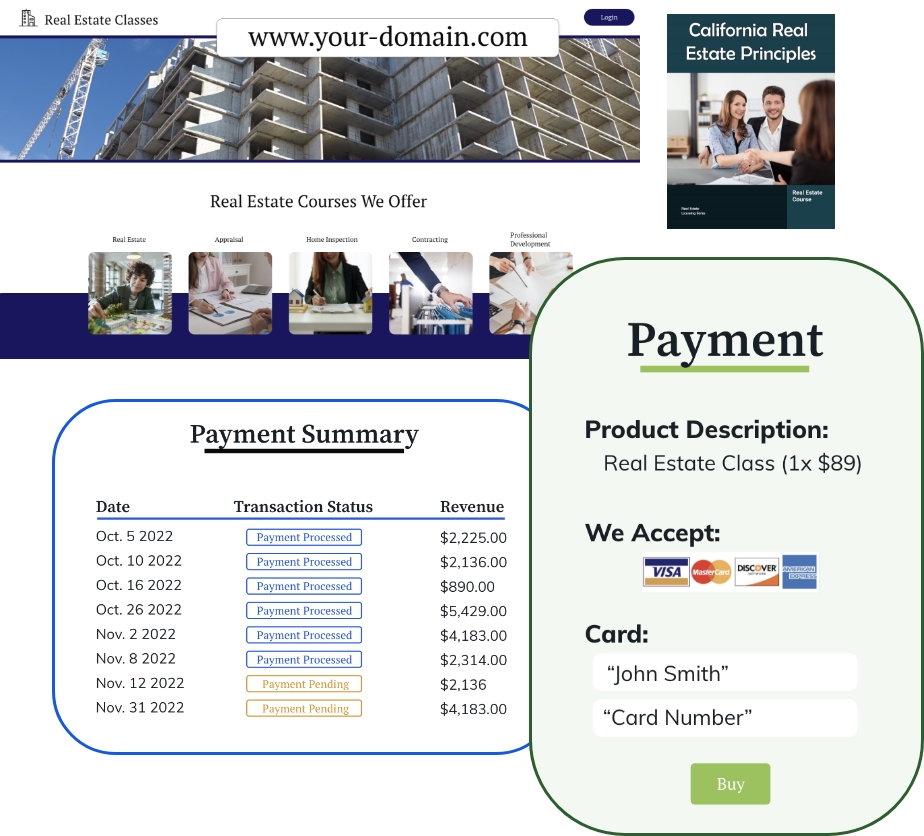 Real Estate Classes
Login
www.your-domain.com
Real Estate Courses We Offer
Real Estate
Appraisal
Home Inspection
Contracting
Professional
Development
California Real
Estate Principles
Real Estate
Course
Real Estate
Licensing Series
Payment Summary
Date Transaction Status Revenue
Oct. 5 2022 Payment Processed $2,225.00
Oct. 10 2022 Payment Processed $2,136.00
Oct. 16 2022 Payment Processed $890.00
Oct. 26 2022 Payment Processed $5,429.00
Nov. 2 2022 Payment Processed $4,183.00
Nov. 8 2022 Payment Processed $2,314.00
Nov. 12 2022 Payment Pending $2,136
Nov. 31 2022 Payment Pending $4,183.00
Payment
Product Description:
Real Estate Class (1x $89)
We Accept:
VISA
MasterCard
DISCOVER
NETWORK
AMERICAN
EXPRESS
Card:
“John Smith”
“Card Number”
Buy